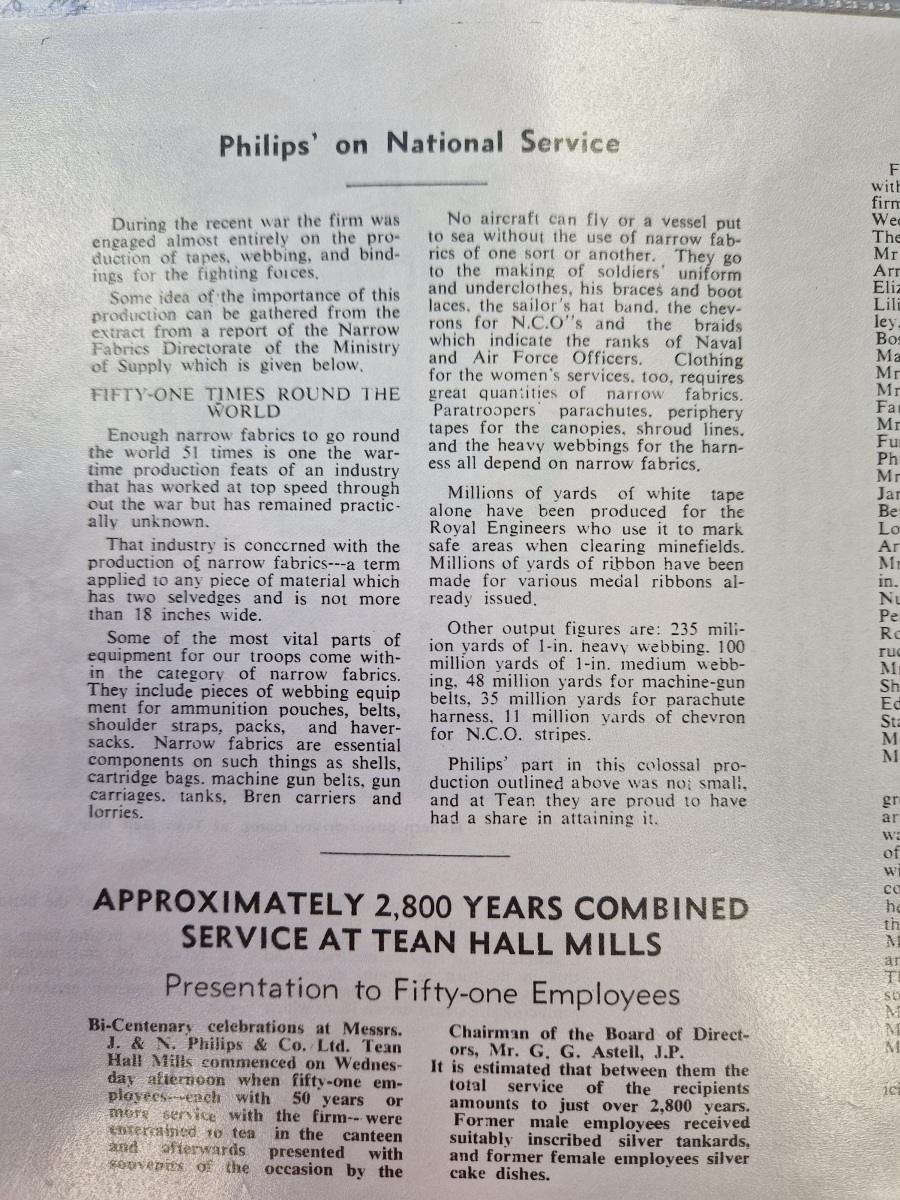 Philips' on National Service
During the recent war the firm was
engaged almost entirely on the pro-
duction of tapes, webbing, and bind-
ings for the fighting forces.
Some idea of the importance of this
production can be gathered from the
extract from a report of the Narrow
Fabrics Directorate of the Ministry
of Supply which is given below.
FIFTY-ONE TIMES ROUND THE
WORLD
Enough narrow fabrics to go round
the world 51 times is one the war-
time production feats of an industry
that has worked at top speed through
out the war but has remained practic-
ally unknown.
That industry is concerned with the
production of narrow fabrics---a term
applied to any piece of material which
has two selvedges and is not more
than 18 inches wide.
Some of the most vital parts of
equipment for our troops come with-
in the category of narrow fabrics.
They include pieces of webbing equip
ment for ammunition pouches, belts,
shoulder straps, packs, and haver-
sacks. Narrow fabrics are essential
components on such things as shells,
cartridge bags. machine gun belts, gun
carriages. tanks, Bren carriers and
lorries.
No aircraft can fly or a vessel put
to sea without the use of narrow fab-
rics of one sort or another. They go
to the making of soldiers' uniform
and underclothes, his braces and boot
laces. the sailor's hat band. the chev-
rons for N.C.O"s and the braids
which indicate the ranks of Naval
and Air Force Officers. Clothing
for the women's services, too, requires
great quantities of narrow fabrics.
Paratroopers' parachutes. periphery
tapes for the canopies, shroud lines,
and the heavy webbings for the harn-
ess all depend on narrow fabrics.
Millions of yards of white tape
alone have been produced for the
Royal Engineers who use it to mark
safe areas when clearing minefields.
Millions of yards of ribbon have been
made for various medal ribbons al-
ready issued.
Other output figures are: 235 mili-
ion yards of 1-in. heavy webbing. 100
million yards of 1-in. medium webb-
ing, 48 million yards for machine-gun
belts, 35 million yards for parachute
harness, 11 million yards of chevron
for N.C.O. stripes.
Philips' part in this colossal pro-
duction outlined above was not small,
and at Tean they are proud to have
had a share in attaining it.
APPROXIMATELY 2,800 YEARS COMBINED
SERVICE AT TEAN HALL MILLS
Presentation to Fifty-one Employees
Bi-Centenary celebrations at Messrs.
J. & N. Philips & Co. Ltd. Tean
Hall Mills commenced on Wednes-
day afternoon when fifty-one em-
ployees--each with 50 years or
more service with the firm--were
entertained to tea in the canteen
and afterwards presented with
souvenirs of the occasion by the
Chairman of the Board of Direct-
ors, Mr. G. G. Astell, J.P.
It is estimated that between them the
total service of the recipients
amounts to just over 2,800 years.
Former male employees received
suitably inscribed silver tankards,
and former female employees silver
cake dishes.